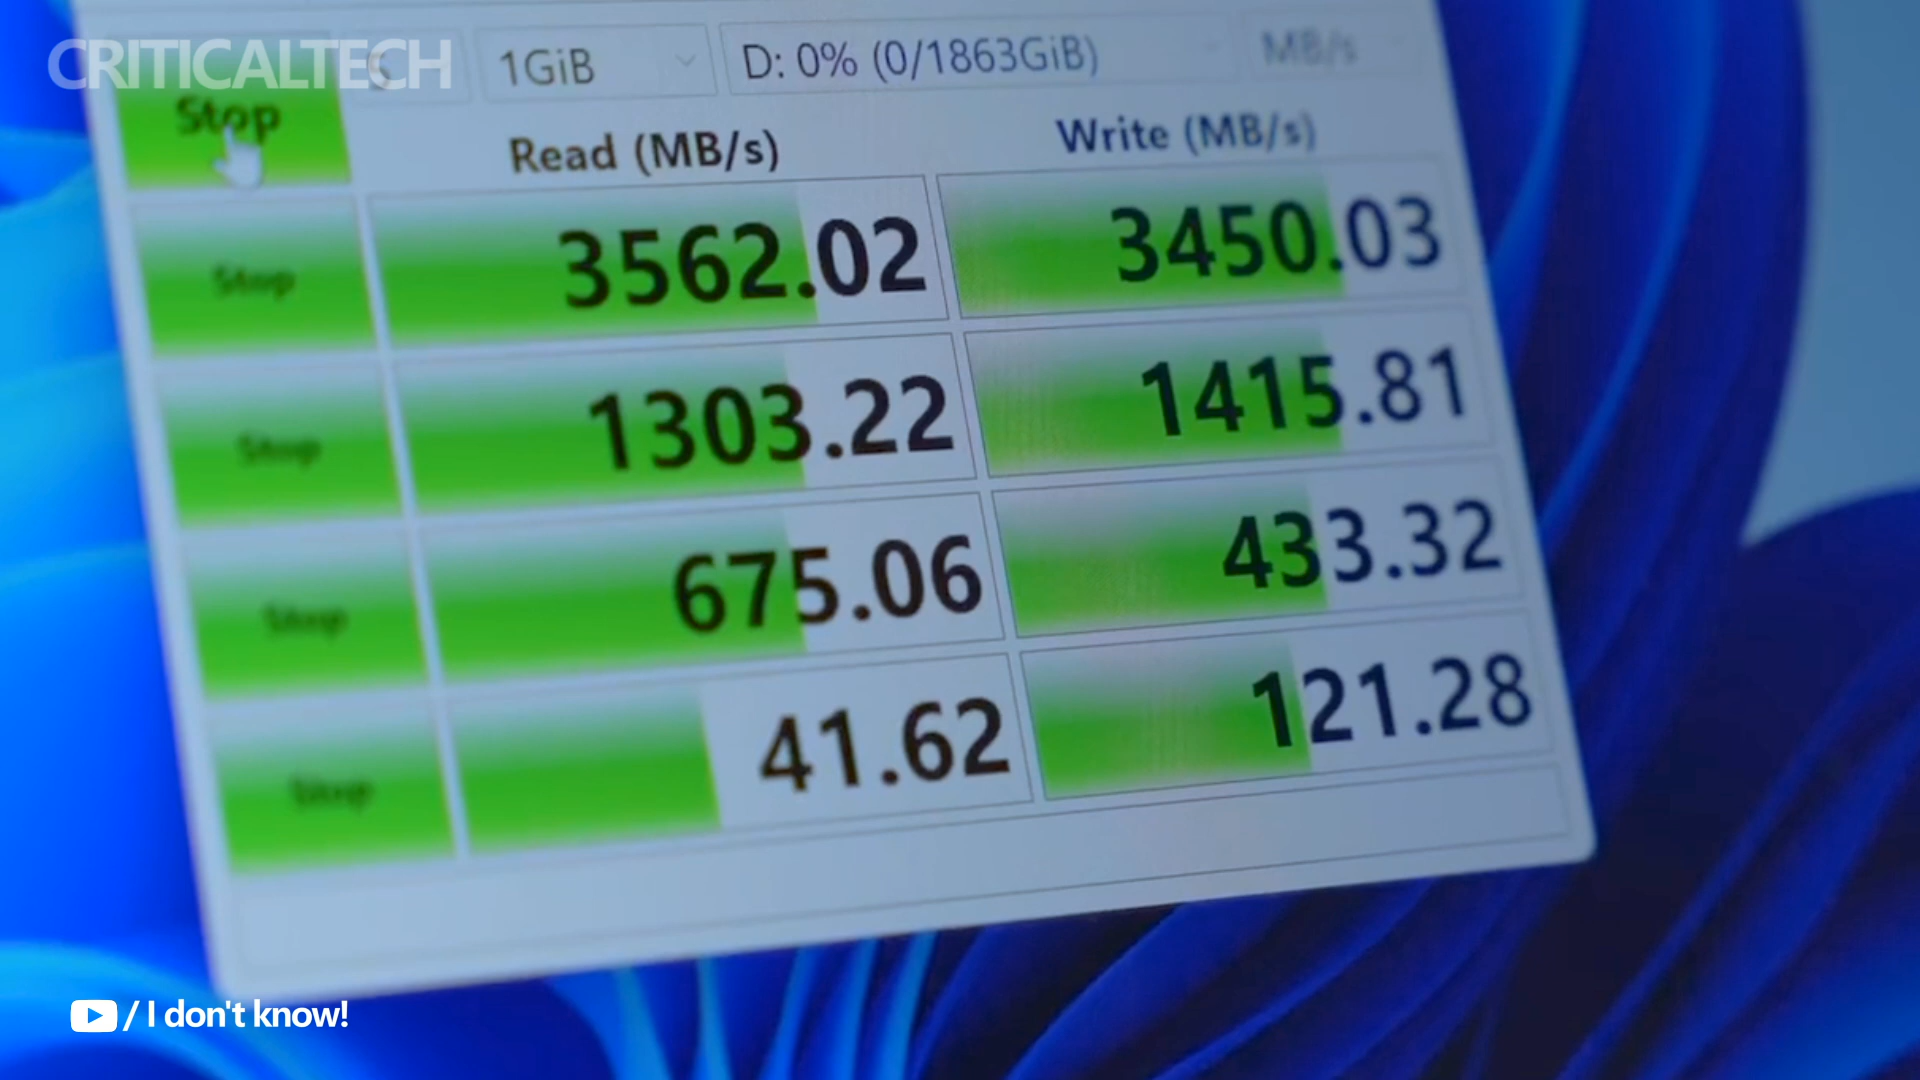 CRITICALTECH
1GiB
D: 0% (0/1863GiB)
MB/s
Stop
Read (MB/s)
Write (MB/s)
Stop
3562.02
3450.03
Stop
1303.22
1415.81
Stop
675.06
433.32
Stop
41.62
121.28
/ I don't know!